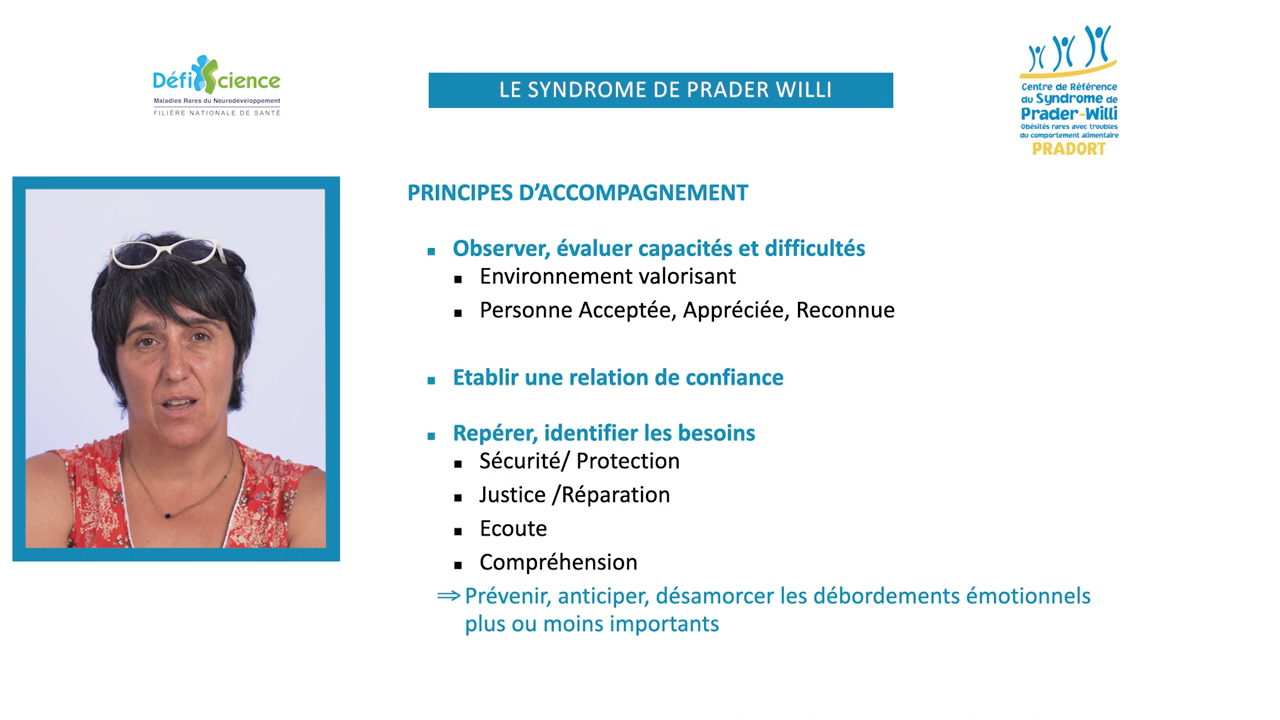 Défi Science
Maladies Rares du Neurodéveloppement
FILIÈRE NATIONALE DE SANTÉ
LE SYNDROME DE PRADER WILLI
Centre de Référence
du Syndrome de
Prader-Willi
Obésités rares avec troubles
du comportement alimentaire
PRADORT
PRINCIPES D’ACCOMPAGNEMENT
▪ Observer, évaluer capacités et difficultés
▪ Environnement valorisant
▪ Personne Acceptée, Appréciée, Reconnue
▪ Etablir une relation de confiance
▪ Repérer, identifier les besoins
▪ Sécurité/ Protection
▪ Justice /Réparation
▪ Ecoute
▪ Compréhension
⇒ Prévenir, anticiper, désamorcer les débordements émotionnels
plus ou moins importants